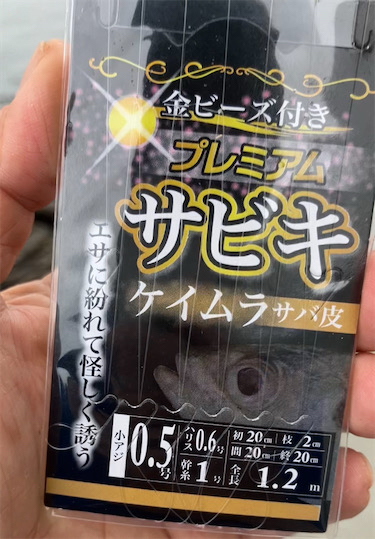 金ビーズ付き
プレミアム
サビキ
ケイムラサバ皮
エサに紛れて怪しく誘う
小アジ 0.5号
ハリス 0.6号
幹糸 1号
初20cm 枝2cm
間20cm 終20cm
全長 1.2m